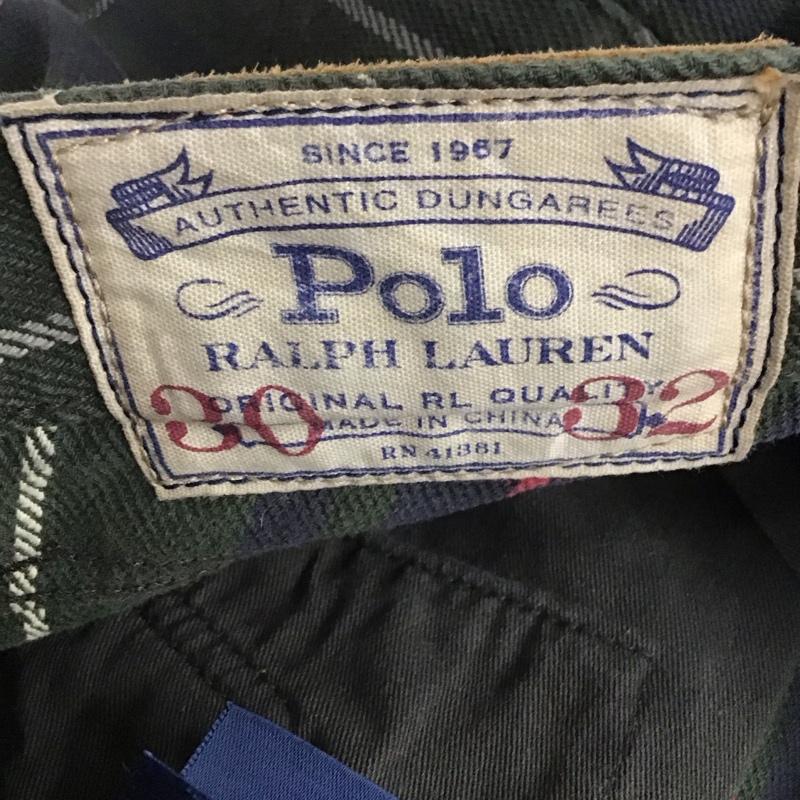 SINCE 1967
AUTHENTIC DUNGAREES
Polo
RALPH LAUREN
ORIGINAL RL QUALITY
30 MADE IN CHINA 32
RN 41381